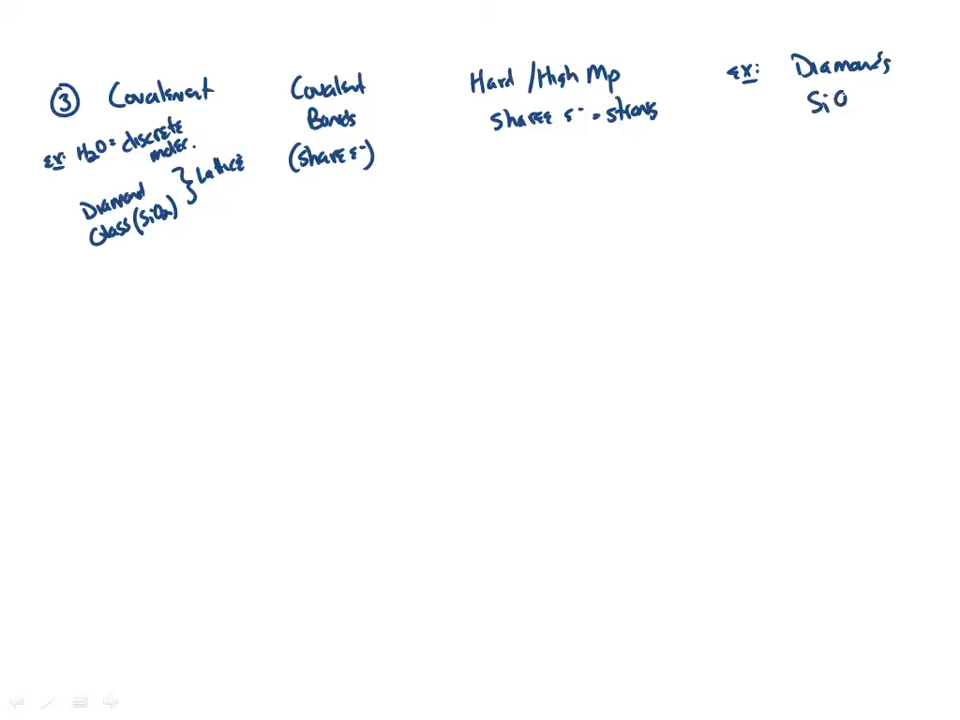 ③ Covalent
ex: H₂O = discrete
molec.
Diamond
Glass (SiO₂) } Lattice
Covalent
Bonds
(share e⁻)
Hard / High Mp
sharee e⁻ = strong
ex: Diamonds
SiO